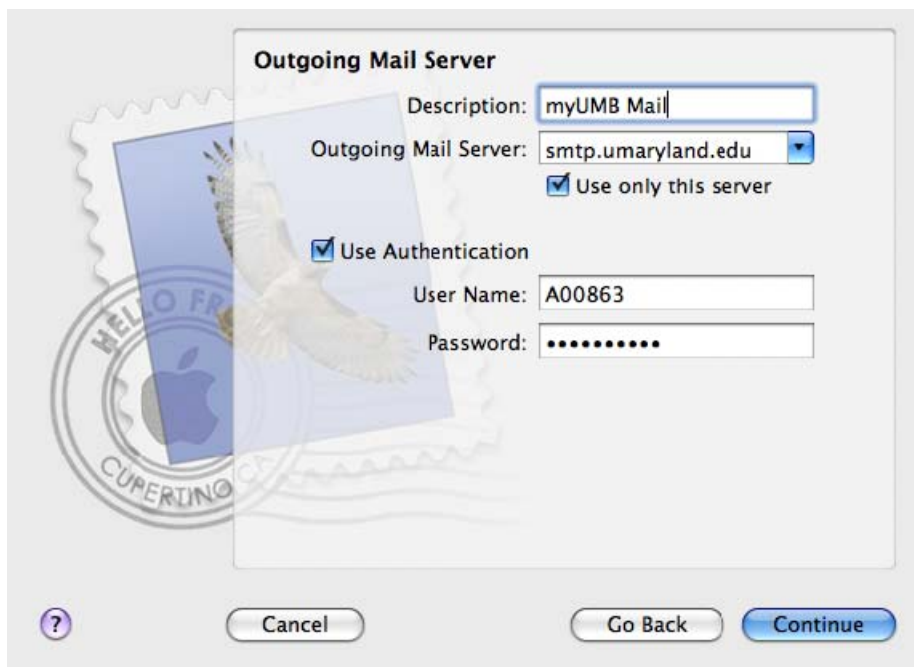 Outgoing Mail Server
Description: myUMB Mail
Outgoing Mail Server: smtp.umaryland.edu
Use only this server
Use Authentication
User Name: A00863
Password: ••••••••••
HELLO FR
CUPERTINO CA
? Cancel Go Back Continue